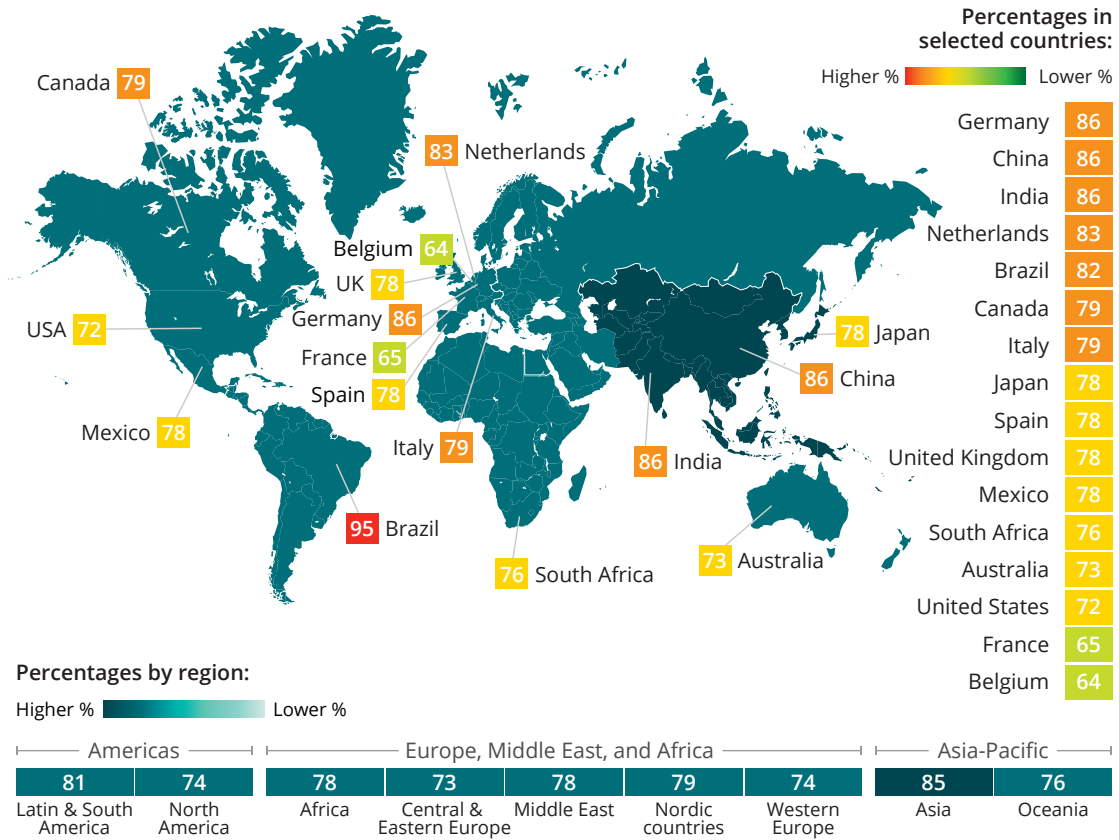 Percentages in
selected countries:
Higher %
Lower %
Germany 86
China 86
India 86
Netherlands 83
Brazil 82
Canada 79
Italy 79
Japan 78
Spain 78
United Kingdom 78
Mexico 78
South Africa 76
Australia 73
United States 72
France 65
Belgium 64
Canada 79
83 Netherlands
Belgium 64
UK 78
Germany 86
USA 72
France 65
78 Japan
Spain 78
86 China
Mexico 78
Italy 79
86 India
95 Brazil
76 South Africa
73 Australia
Percentages by region:
Higher %
Lower %
Americas
81
Latin & South
America
74
North
America
Europe, Middle East, and Africa
78
Africa
73
Central &
Eastern Europe
78
Middle East
79
Nordic
countries
74
Western
Europe
Asia-Pacific
85
Asia
76
Oceania